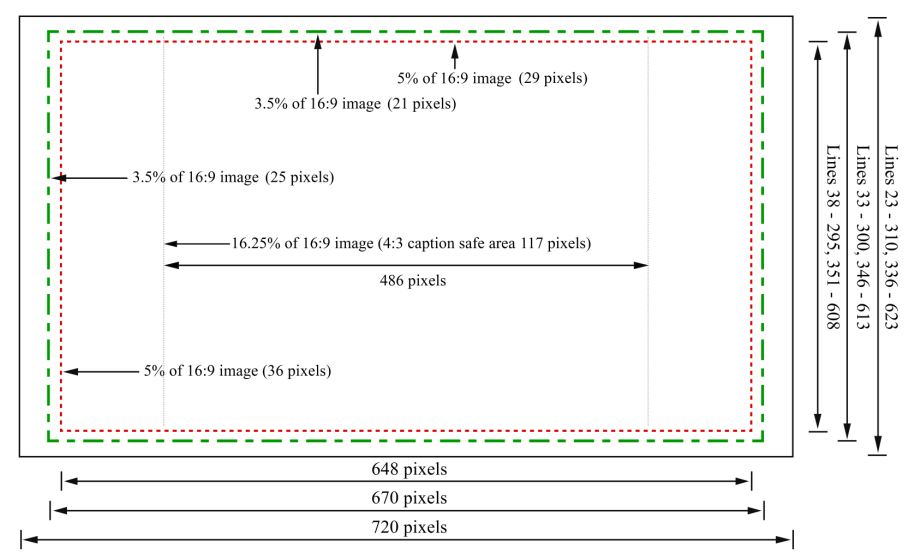 5% of 16:9 image (29 pixels)
3.5% of 16:9 image (21 pixels)
3.5% of 16:9 image (25 pixels)
16.25% of 16:9 image (4:3 caption safe area 117 pixels)
486 pixels
5% of 16:9 image (36 pixels)
648 pixels
670 pixels
720 pixels
Lines 38 - 295, 351 - 608
Lines 33 - 300, 346 - 613
Lines 23 - 310, 336 - 623